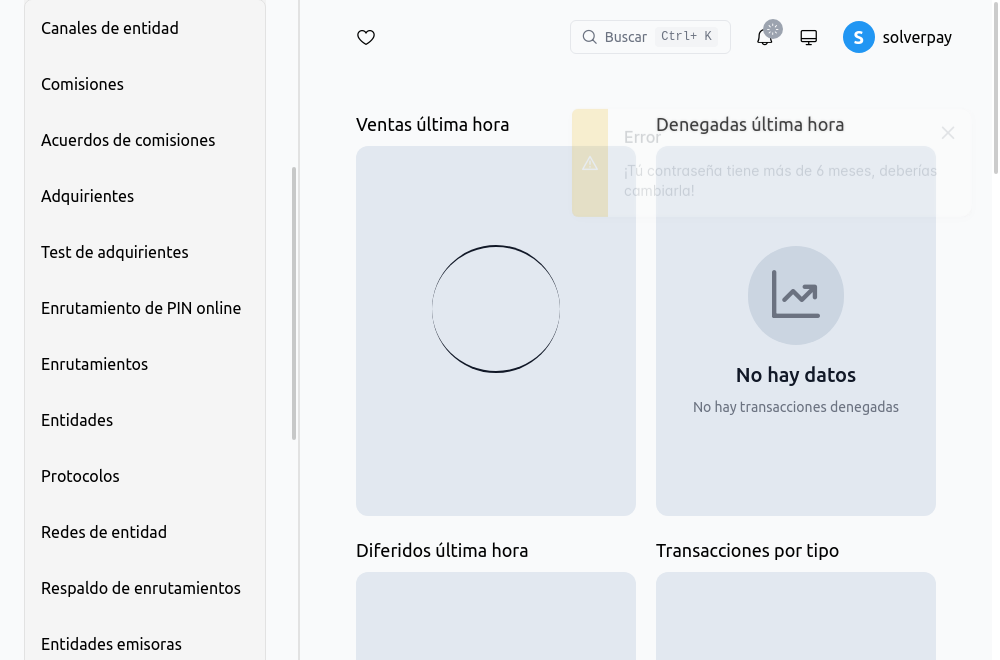 Canales de entidad
Comisiones
Acuerdos de comisiones
Adquirientes
Test de adquirientes
Enrutamiento de PIN online
Enrutamientos
Entidades
Protocolos
Redes de entidad
Respaldo de enrutamientos
Entidades emisoras
Buscar Ctrl+ K
S solverpay
Ventas última hora
Denegadas última hora
Error
¡Tú contraseña tiene más de 6 meses, deberías
cambiarla!
No hay datos
No hay transacciones denegadas
Diferidos última hora
Transacciones por tipo